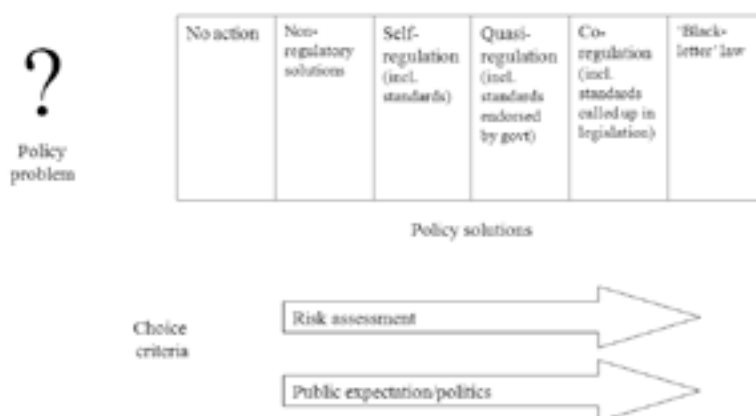 ?
Policy
problem
No action
Non-
regulatory
solutions
Self-
regulation
(incl.
standards)
Quasi-
regulation
(incl.
standards
endorsed
by govt)
Co-
regulation
(incl.
standards
called up in
legislation)
'Black-
letter' law
Policy solutions
Choice
criteria
Risk assessment
Public expectation/politics